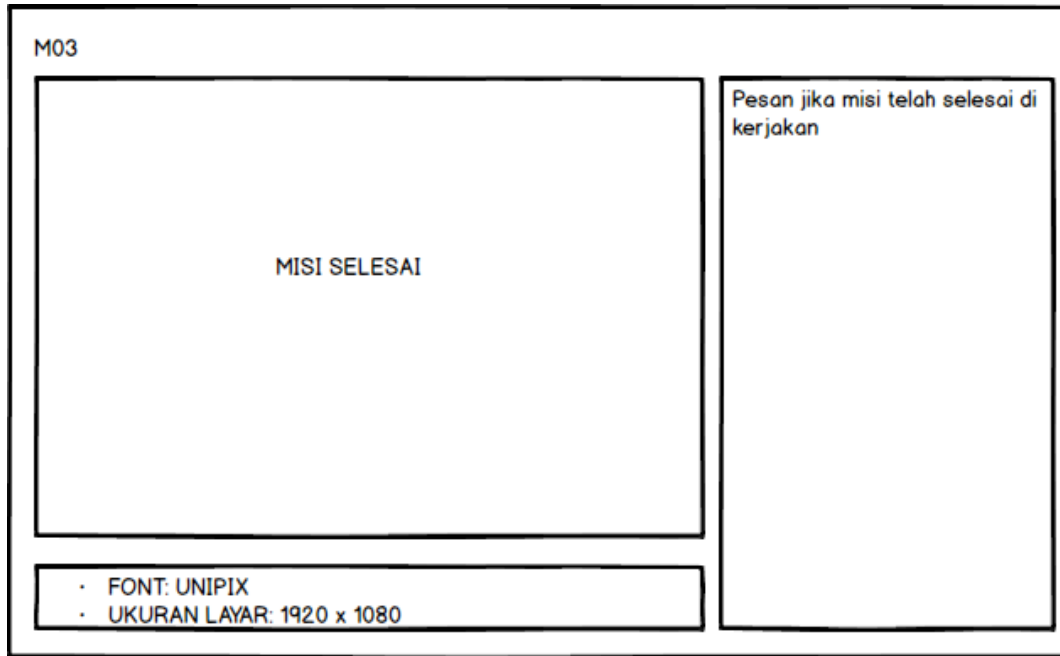 M03
MISI SELESAI
Pesan jika misi telah selesai di
kerjakan
· FONT: UNIPIX
· UKURAN LAYAR: 1920 x 1080